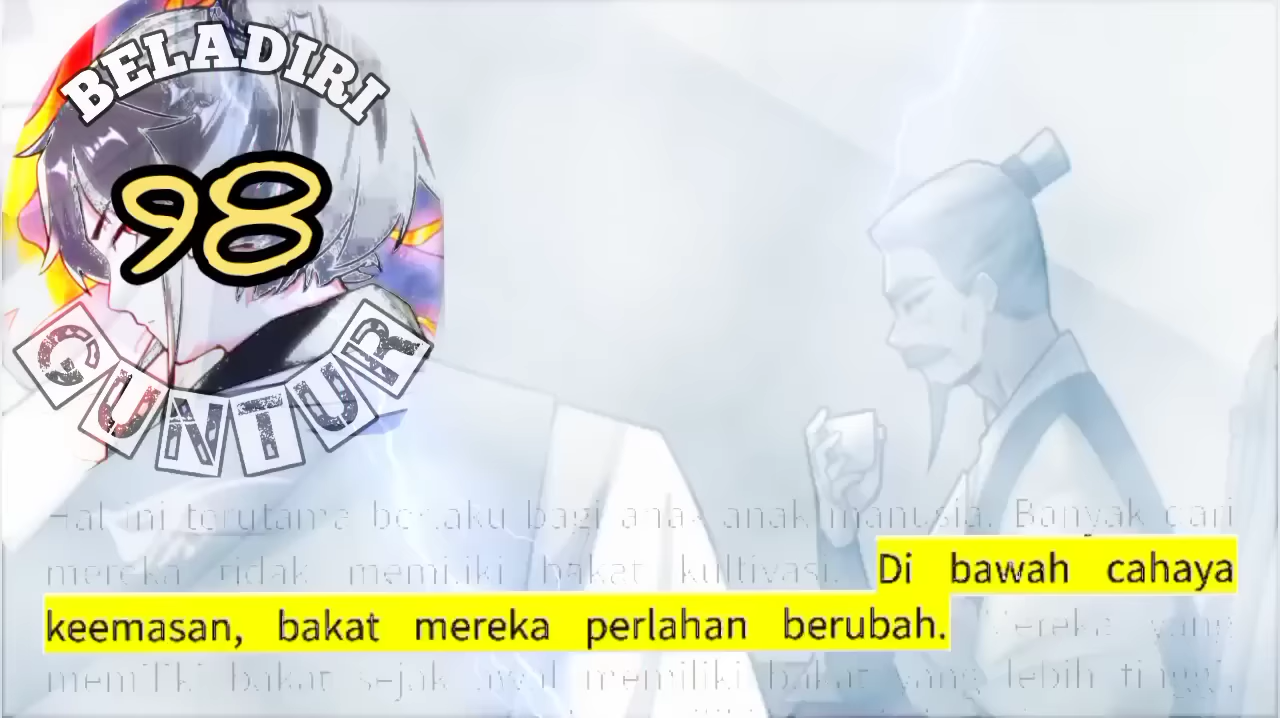 BELADIRI
98
GUNTUR
Hal ini terutama berlaku bagi anak-anak manusia. Banyak dari
mereka tidak memiliki bakat kultivasi. Di bawah cahaya
keemasan, bakat mereka perlahan berubah. Mereka yang
memiliki bakat sejak awal memiliki bakat yang lebih tinggi,